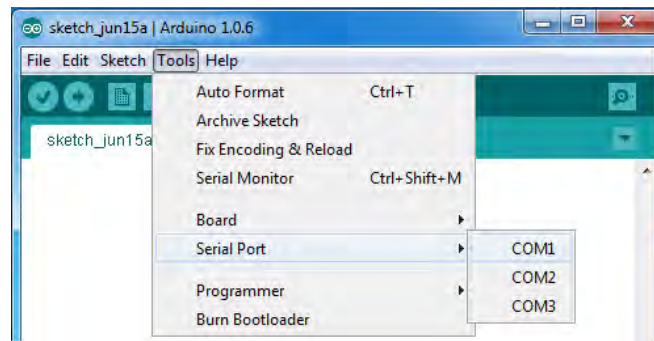 sketch_jun15a | Arduino 1.0.6
File Edit Sketch Tools Help
sketch_jun15a
Auto Format Ctrl+T
Archive Sketch
Fix Encoding & Reload
Serial Monitor Ctrl+Shift+M
Board
Serial Port
COM1
COM2
COM3
Programmer
Burn Bootloader